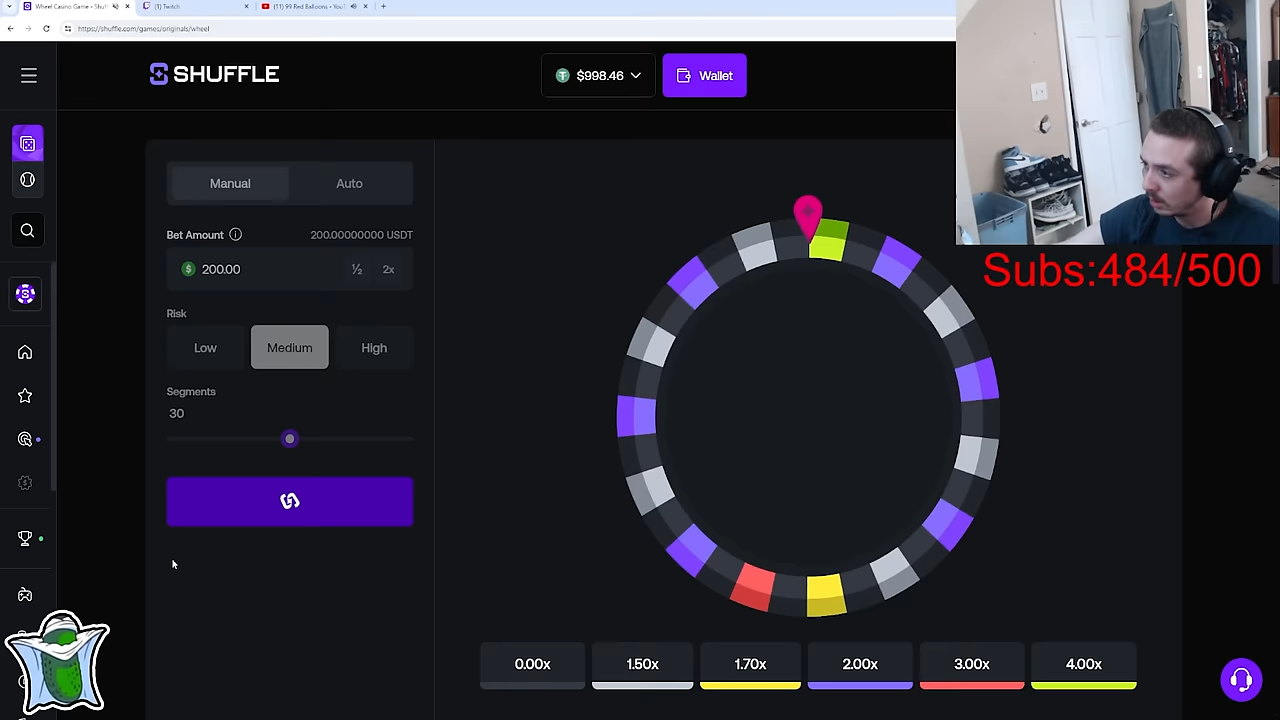 Wheel Casino Game • Shuff
(1) Twitch
(11) 99 Red Balloons • YouT
https://shuffle.com/games/originals/wheel
SHUFFLE
$998.46
Wallet
Manual
Auto
Bet Amount
200.00000000 USDT
200.00
½
2x
Risk
Low
Medium
High
Segments
30
Subs:484/500
0.00x
1.50x
1.70x
2.00x
3.00x
4.00x